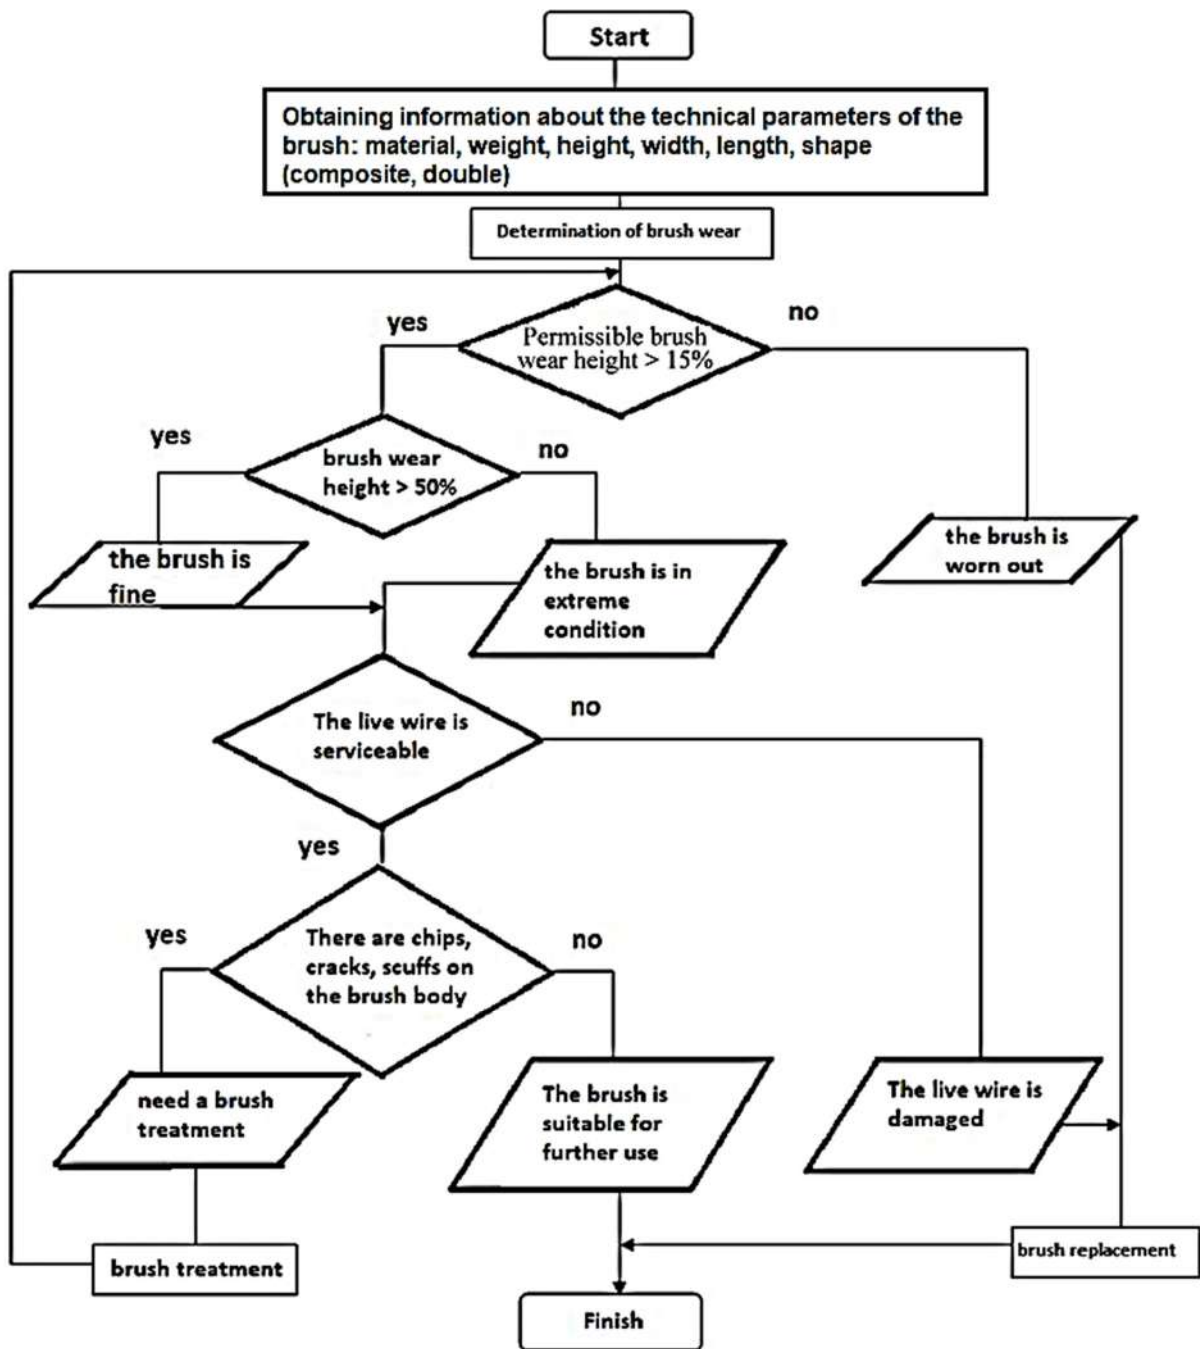 Start
Obtaining information about the technical parameters of the
brush: material, weight, height, width, length, shape
(composite, double)
Determination of brush wear
yes
no
Permissible brush
wear height > 15%
yes
no
brush wear
height > 50%
the brush is
fine
the brush is in
extreme
condition
the brush is
worn out
The live wire is
serviceable
no
yes
yes
no
There are chips,
cracks, scuffs on
the brush body
need a brush
treatment
The brush is
suitable for
further use
The live wire is
damaged
brush treatment
brush replacement
Finish